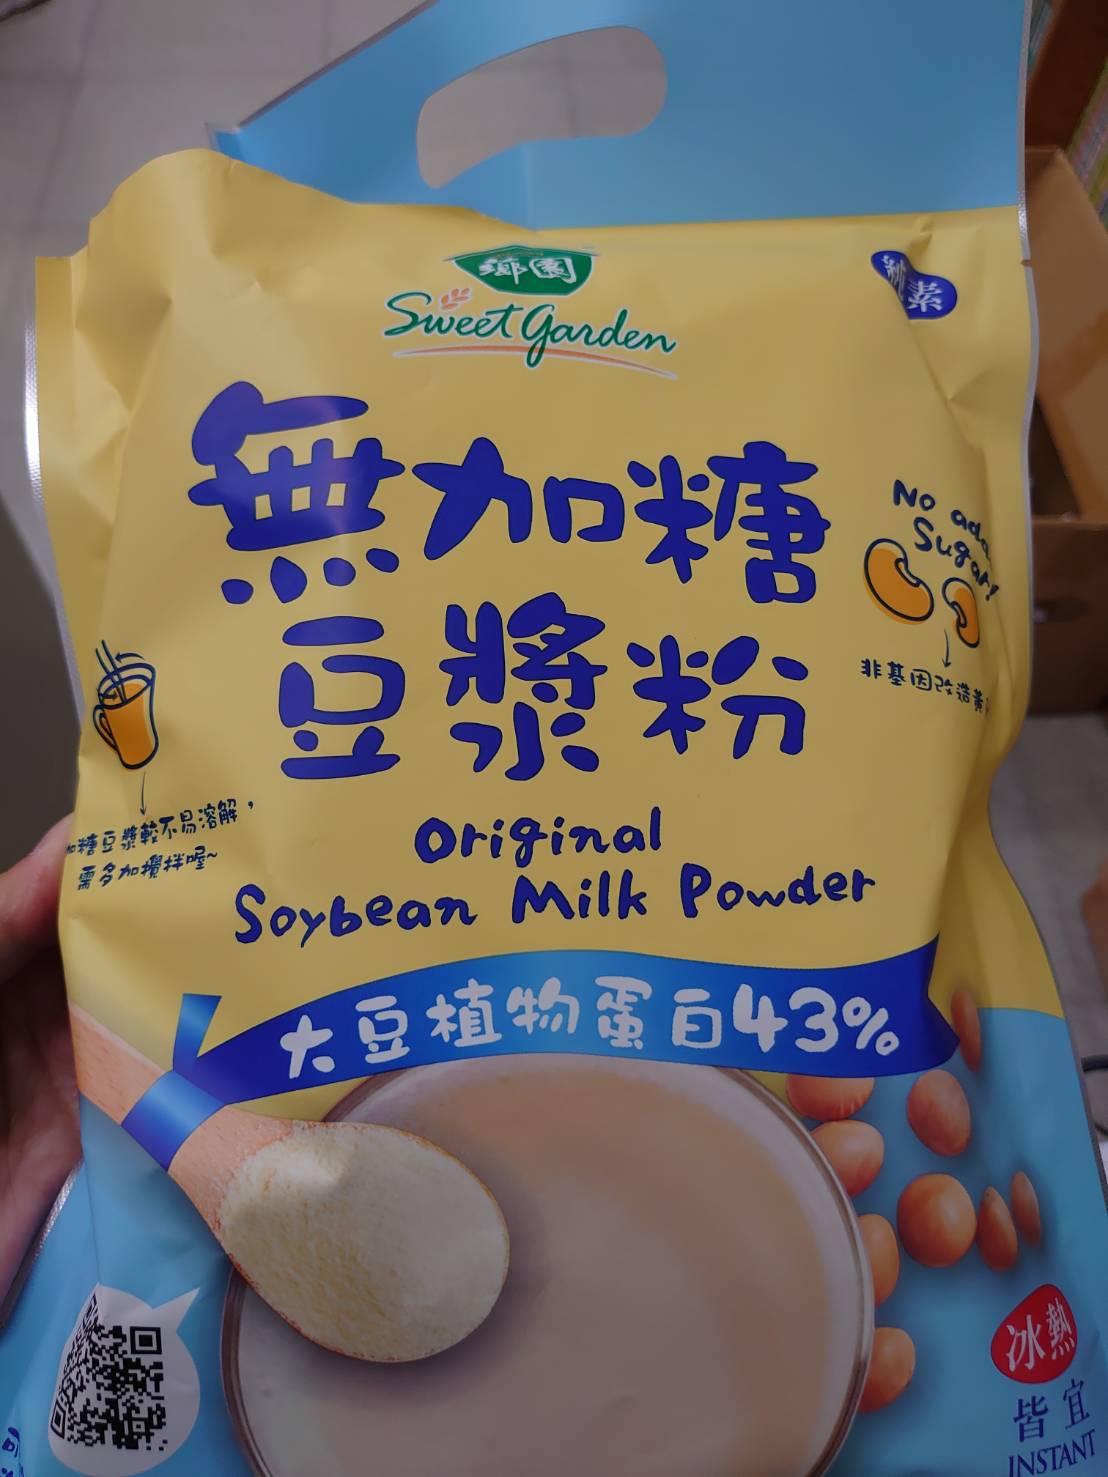 鄉園
Sweet Garden
純素
無加糖
豆漿粉
No
Sugar!
非基因改造黃
糖豆漿較不易溶解，
需多加攪拌喔~
Original
Soybean Milk Powder
大豆植物蛋白43%
冰熱
皆宜
INSTANT